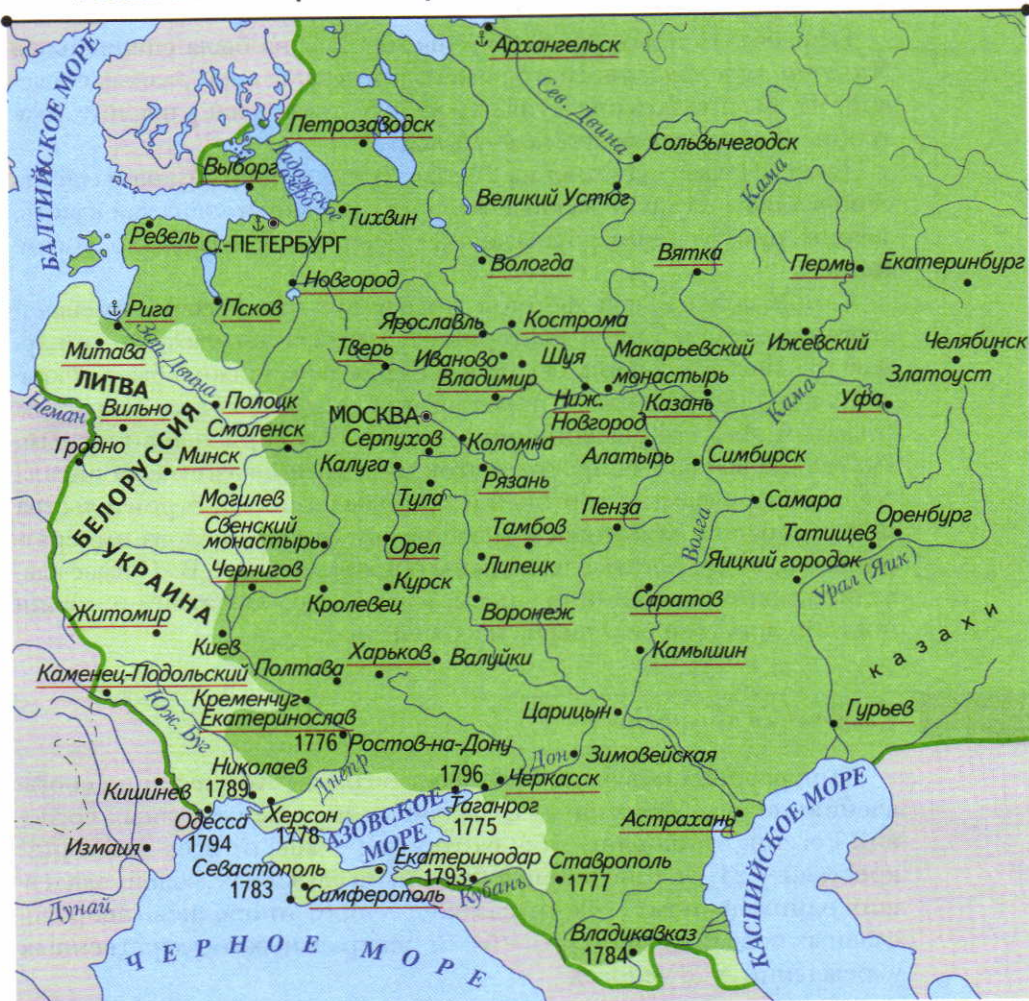 Архангельск
БАЛТИЙСКОЕ МОРЕ
Сев. Двина
Петрозаводск
Сольвычегодск
Выборг
Ладожское
озеро
Кама
Великий Устюг
Тихвин
Ревель
С.-ПЕТЕРБУРГ
Вологда
Вятка
Пермь
Екатеринбург
Новгород
Рига
Псков
Ярославль
Кострома
Митава
Зап. Двина
Тверь
Иваново
Шуя
Макарьевский
монастырь
Ижевский
Челябинск
Златоуст
ЛИТВА
Владимир
Неман
Вильно
Полоцк
МОСКВА
Ниж.
Новгород
Казань
Кама
Уфа
Смоленск
Серпухов
Коломна
Гродно
БЕЛОРУССИЯ
Минск
Калуга
Рязань
Алатырь
Симбирск
Могилев
Тула
Пенза
Самара
Свенский
монастырь
Тамбов
Волга
Татищев
Оренбург
УКРАИНА
Орел
Чернигов
Липецк
Яицкий городок
Урал (Яик)
Кролевец
Курск
Житомир
Воронеж
Саратов
казахи
Киев
Харьков
Валуйки
Камышин
Каменец-Подольский
Полтава
Юж. Буг
Кременчуг
Царицын
Гурьев
Екатеринослав
1776
Ростов-на-Дону
Дон
Зимовейская
Николаев
1789
Днепр
1796
Черкасск
Кишинев
Херсон
1778
АЗОВСКОЕ
МОРЕ
Таганрог
1775
Астрахань
КАСПИЙСКОЕ МОРЕ
Одесса
1794
Измаил
Севастополь
1783
Екатеринодар
1793
Ставрополь
1777
Симферополь
Кубань
Дунай
Владикавказ
1784
ЧЕРНОЕ МОРЕ